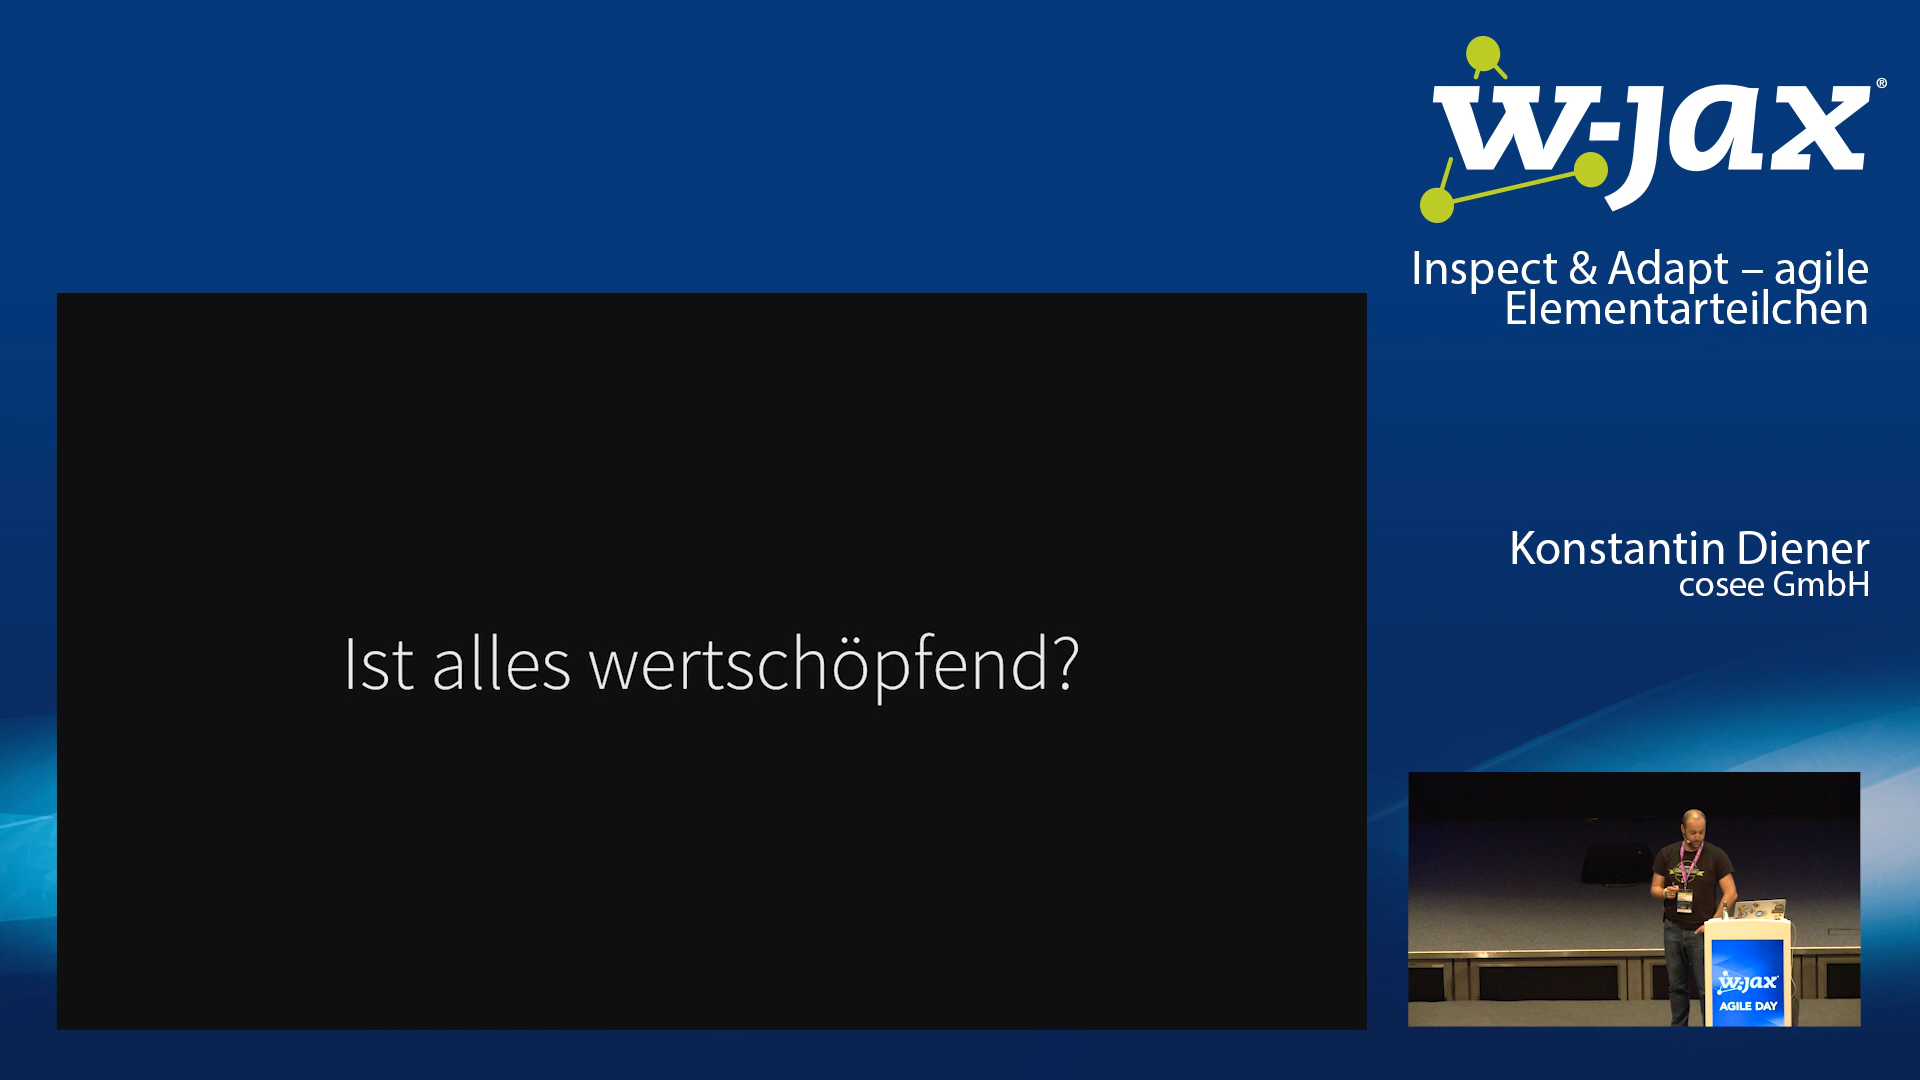 w-jax®
Inspect & Adapt – agile
Elementarteilchen
Ist alles wertschöpfend?
Konstantin Diener
cosee GmbH
w-jax
AGILE DAY